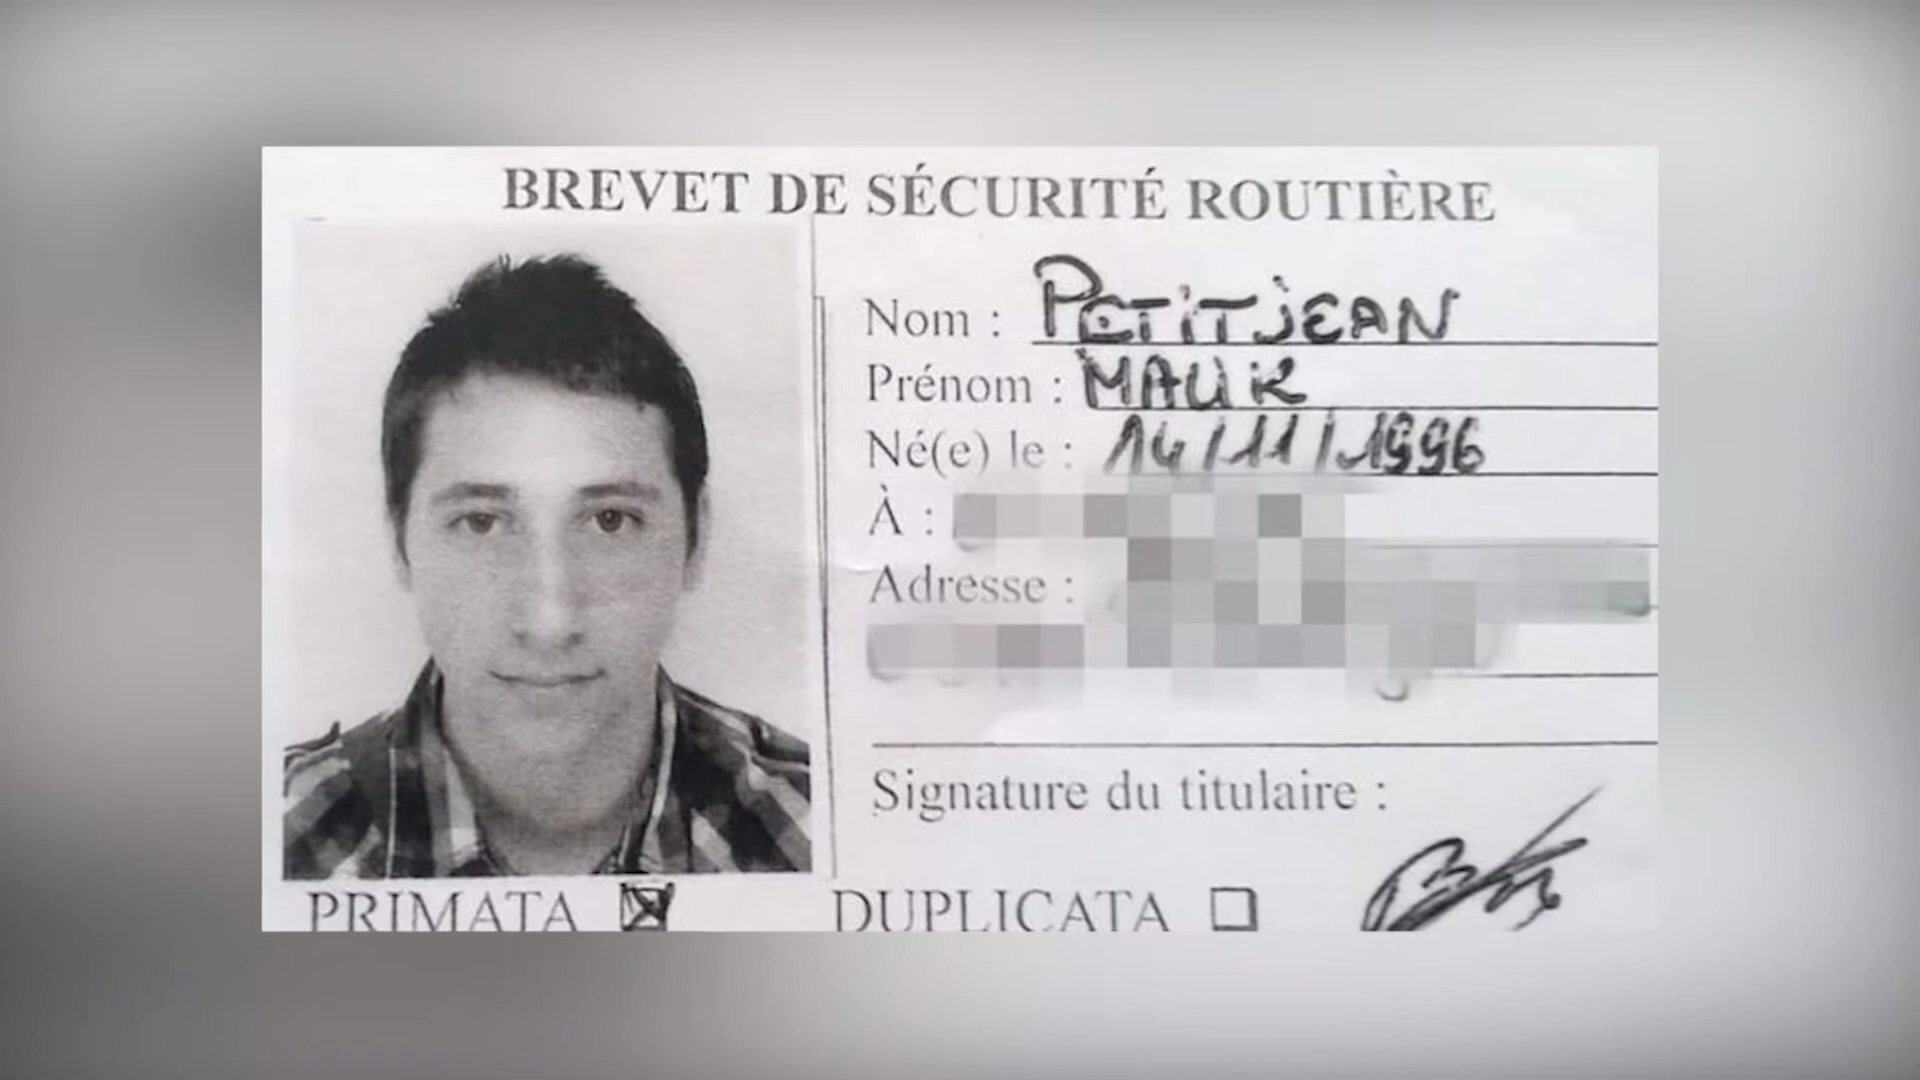 BREVET DE SÉCURITÉ ROUTIÈRE
Nom : PETITJEAN
Prénom : MALIK
Né(e) le : 14/11/1996
À :
Adresse :
Signature du titulaire :
PRIMATA DUPLICATA